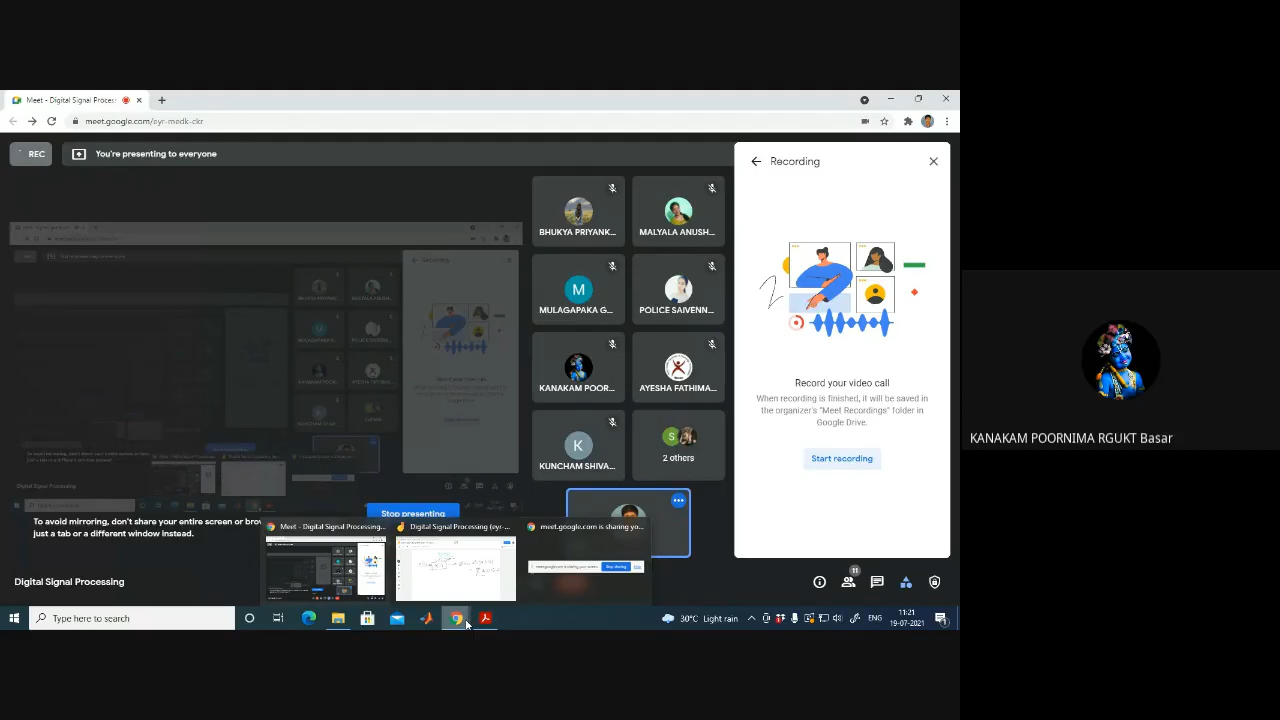 Meet - Digital Signal Process
meet.google.com/eyr-medk-ckr
REC
You're presenting to everyone
BHUKYA PRIYANK...
MALYALA ANUSH...
MULAGAPAKA G...
POLICE SAIVENN...
KANAKAM POOR...
AYESHA FATHIMA...
KUNCHAM SHIVA...
2 others
Recording
Record your video call
When recording is finished, it will be saved in
the organizer's "Meet Recordings" folder in
Google Drive.
Start recording
KANAKAM POORNIMA RGUKT Basar
Stop presenting
To avoid mirroring, don't share your entire screen or brow
just a tab or a different window instead.
Meet - Digital Signal Processing...
Digital Signal Processing (eyr-...
meet.google.com is sharing yo...
Stop sharing
Hide
Digital Signal Processing
11
Type here to search
30°C Light rain
ENG
11:21
19-07-2021